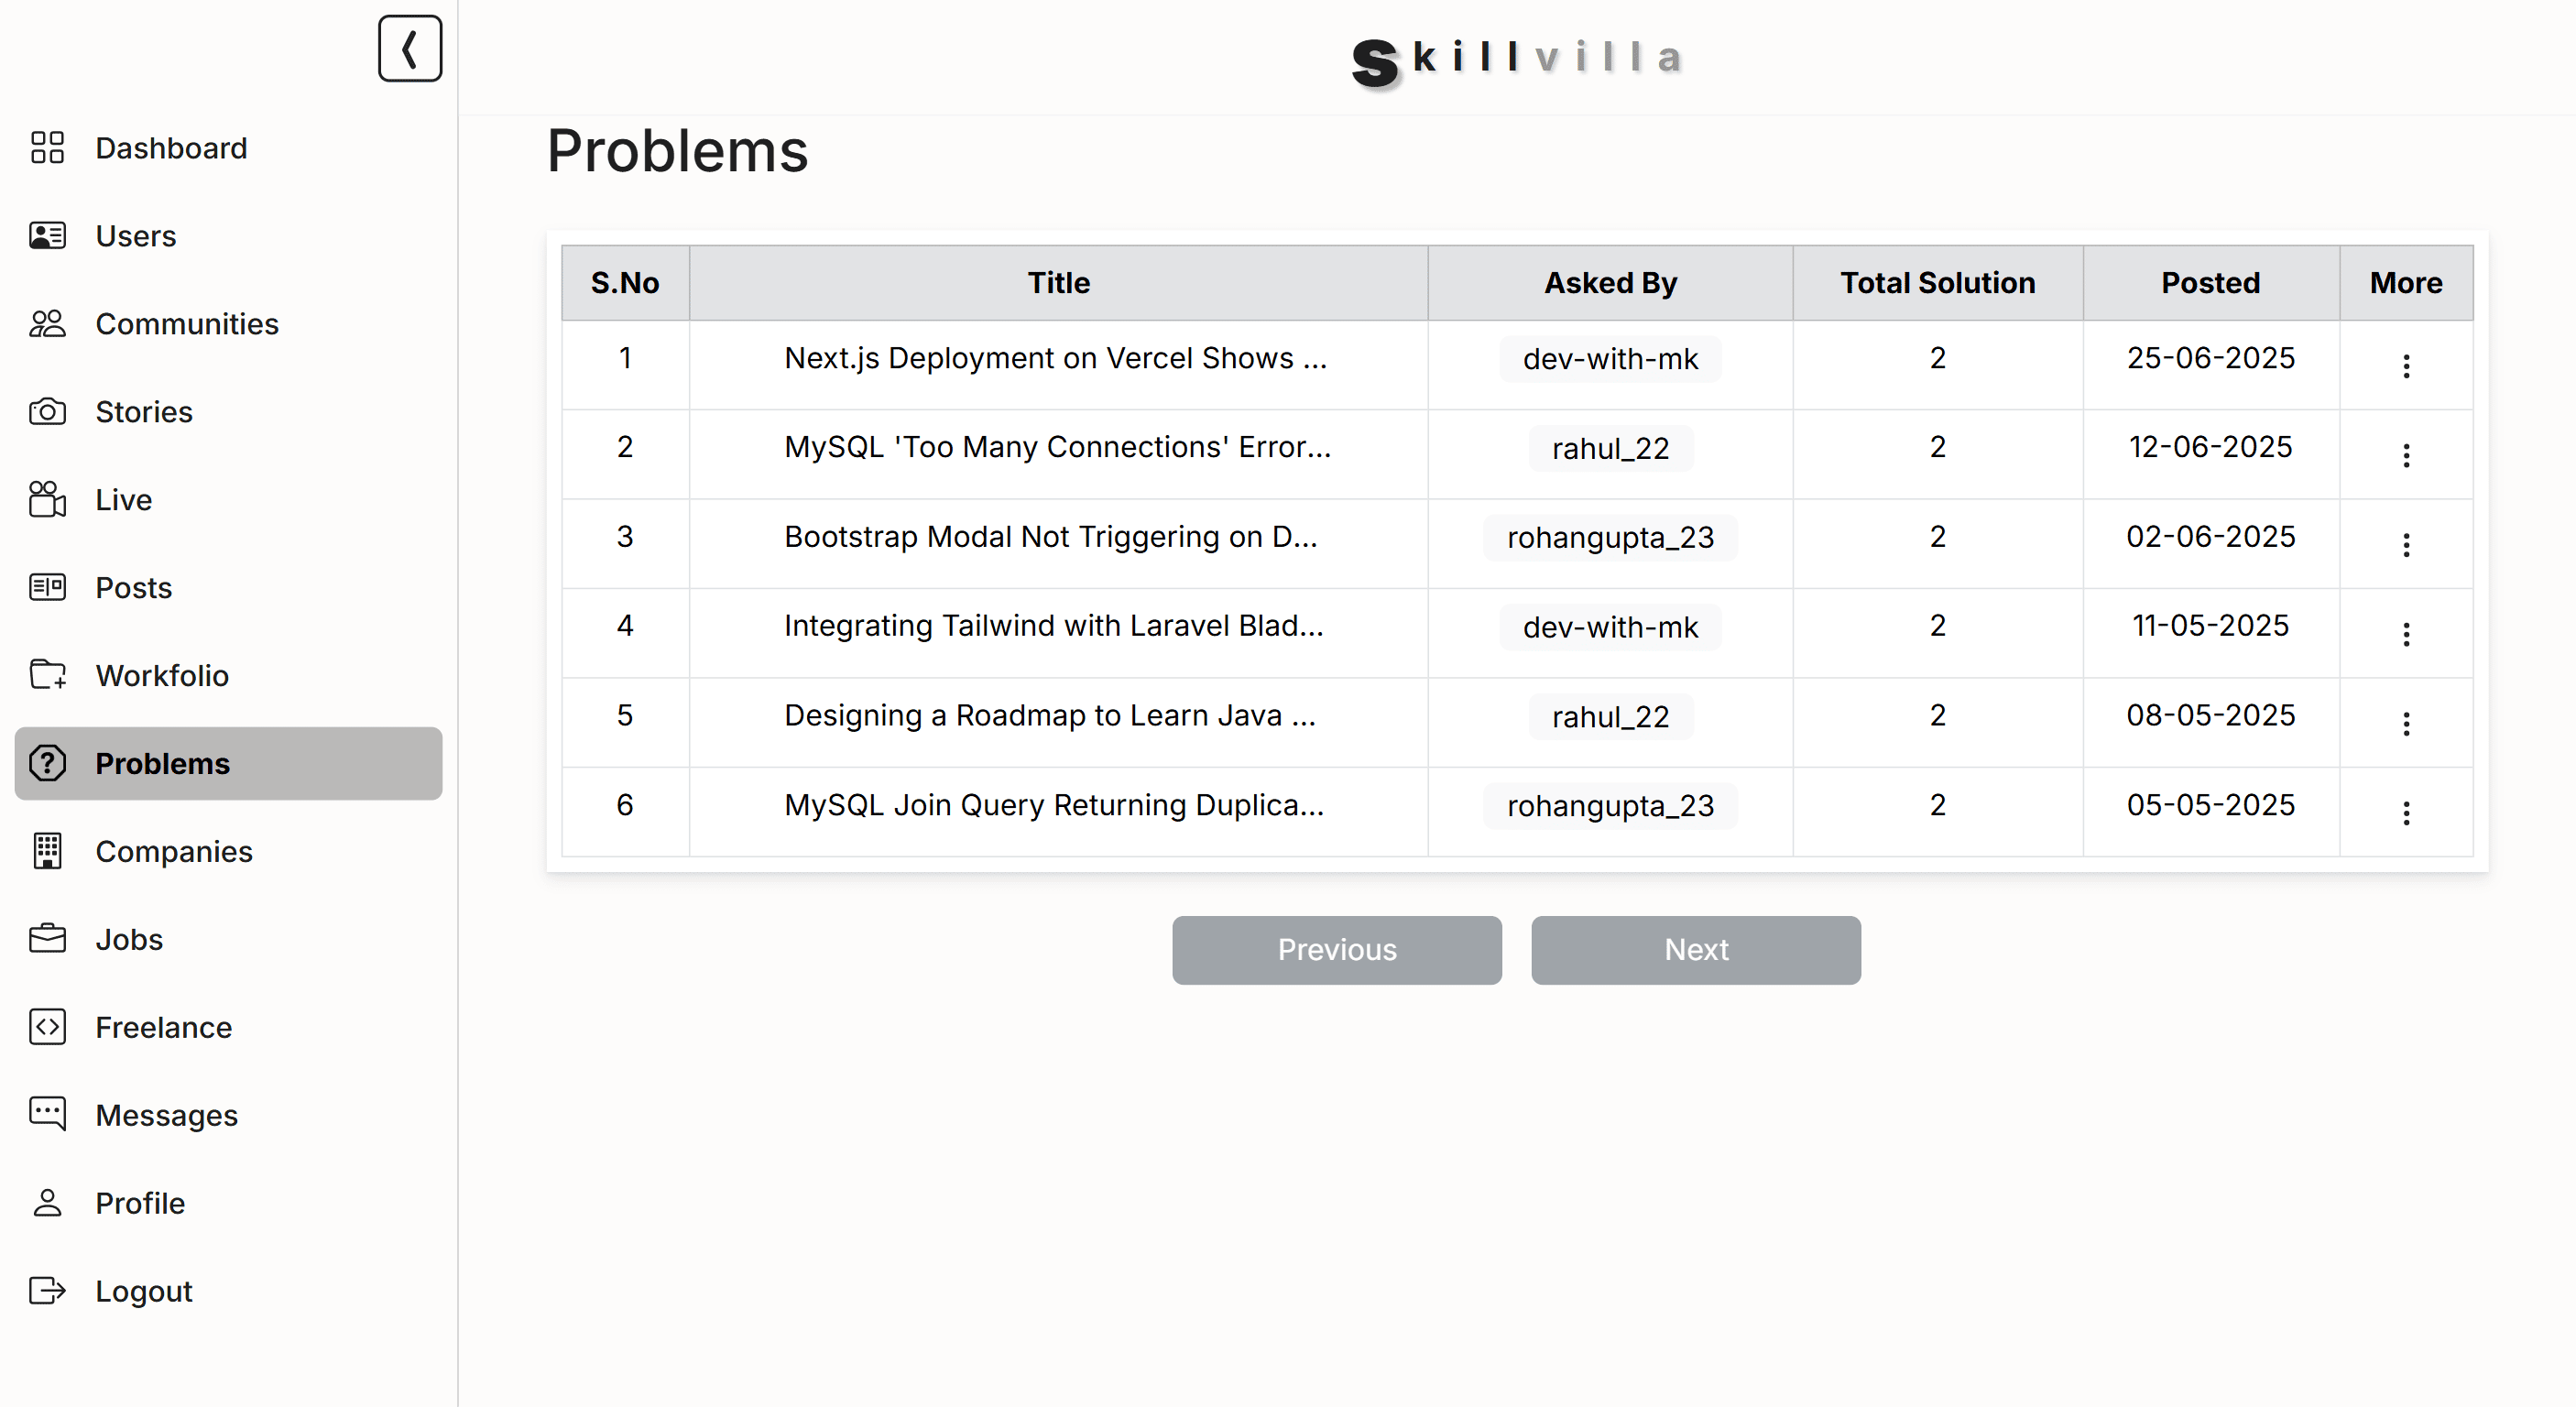 Skillvilla
Dashboard
Users
Communities
Stories
Live
Posts
Workfolio
Problems
Companies
Jobs
Freelance
Messages
Profile
Logout
Problems
S.No Title Asked By Total Solution Posted More
1 Next.js Deployment on Vercel Shows ... dev-with-mk 2 25-06-2025
2 MySQL 'Too Many Connections' Error... rahul_22 2 12-06-2025
3 Bootstrap Modal Not Triggering on D... rohangupta_23 2 02-06-2025
4 Integrating Tailwind with Laravel Blad... dev-with-mk 2 11-05-2025
5 Designing a Roadmap to Learn Java ... rahul_22 2 08-05-2025
6 MySQL Join Query Returning Duplica... rohangupta_23 2 05-05-2025
Previous Next